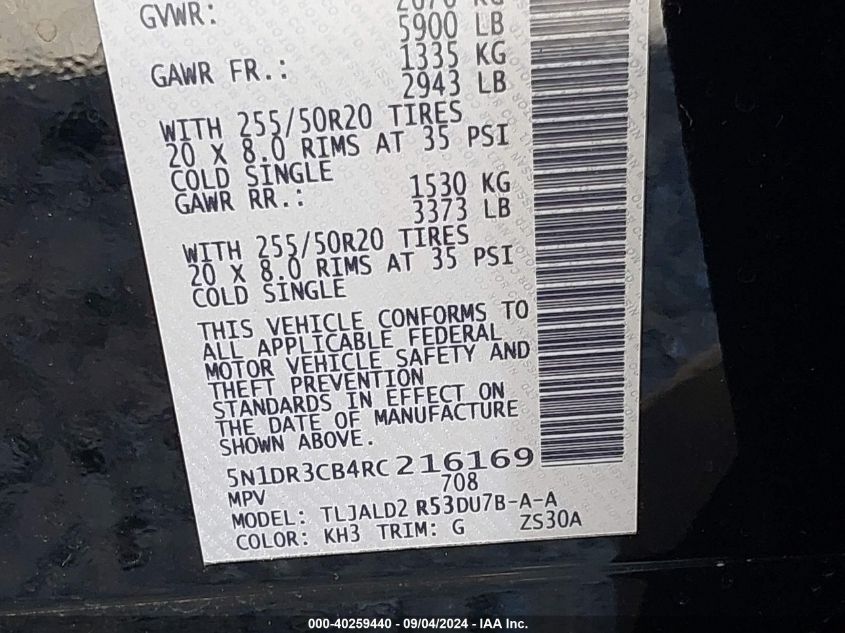 GVWR: 2676 KG
5900 LB
GAWR FR.: 1335 KG
2943 LB
WITH 255/50R20 TIRES
20 X 8.0 RIMS AT 35 PSI
COLD SINGLE
GAWR RR.: 1530 KG
3373 LB
WITH 255/50R20 TIRES
20 X 8.0 RIMS AT 35 PSI
COLD SINGLE
THIS VEHICLE CONFORMS TO
ALL APPLICABLE FEDERAL
MOTOR VEHICLE SAFETY AND
THEFT PREVENTION
STANDARDS IN EFFECT ON
THE DATE OF MANUFACTURE
SHOWN ABOVE.
5N1DR3CB4RC216169
MPV 708
MODEL: TLJALD2 R53DU7B-A-A
COLOR: KH3 TRIM: G ZS30A
000-40259440 - 09/04/2024 - IAA Inc.